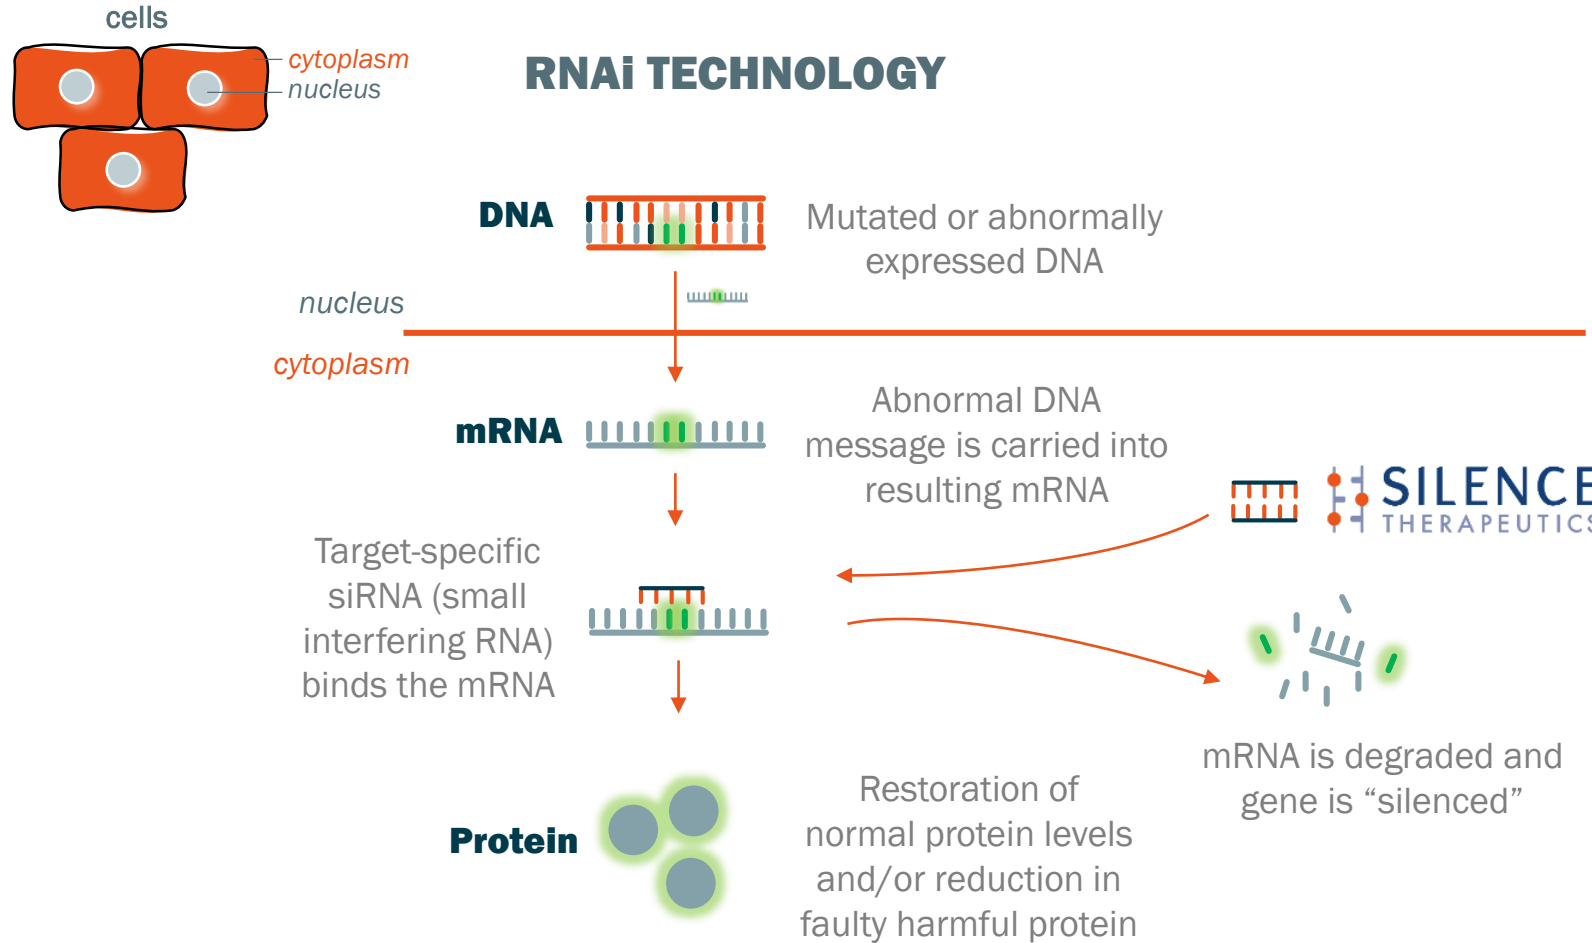 cells
cytoplasm
nucleus
RNAi TECHNOLOGY
DNA
Mutated or abnormally
expressed DNA
nucleus
cytoplasm
mRNA
Abnormal DNA
message is carried into
resulting mRNA
SILENCE
THERAPEUTICS
Target-specific
siRNA (small
interfering RNA)
binds the mRNA
mRNA is degraded and
gene is “silenced”
Protein
Restoration of
normal protein levels
and/or reduction in
faulty harmful protein